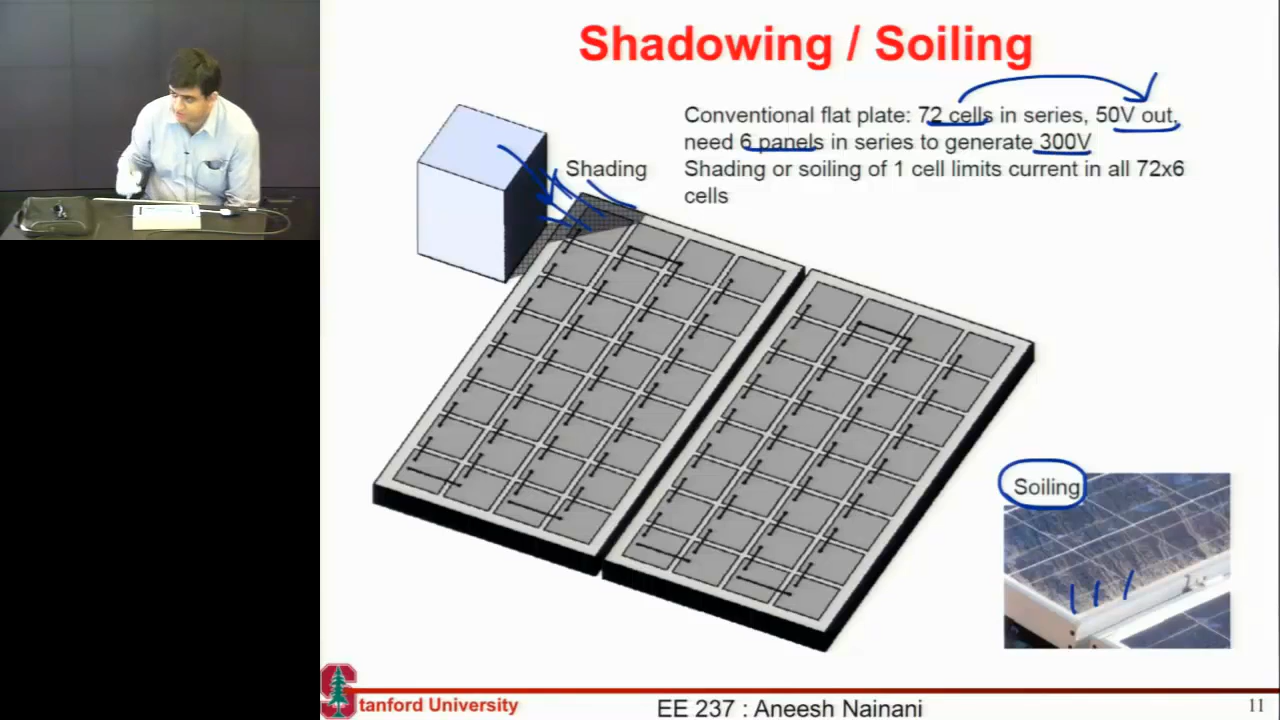 Shadowing / Soiling
Conventional flat plate: 72 cells in series, 50V out,
need 6 panels in series to generate 300V
Shading or soiling of 1 cell limits current in all 72x6
cells
Shading
Soiling
Stanford University
EE 237 : Aneesh Nainani
11